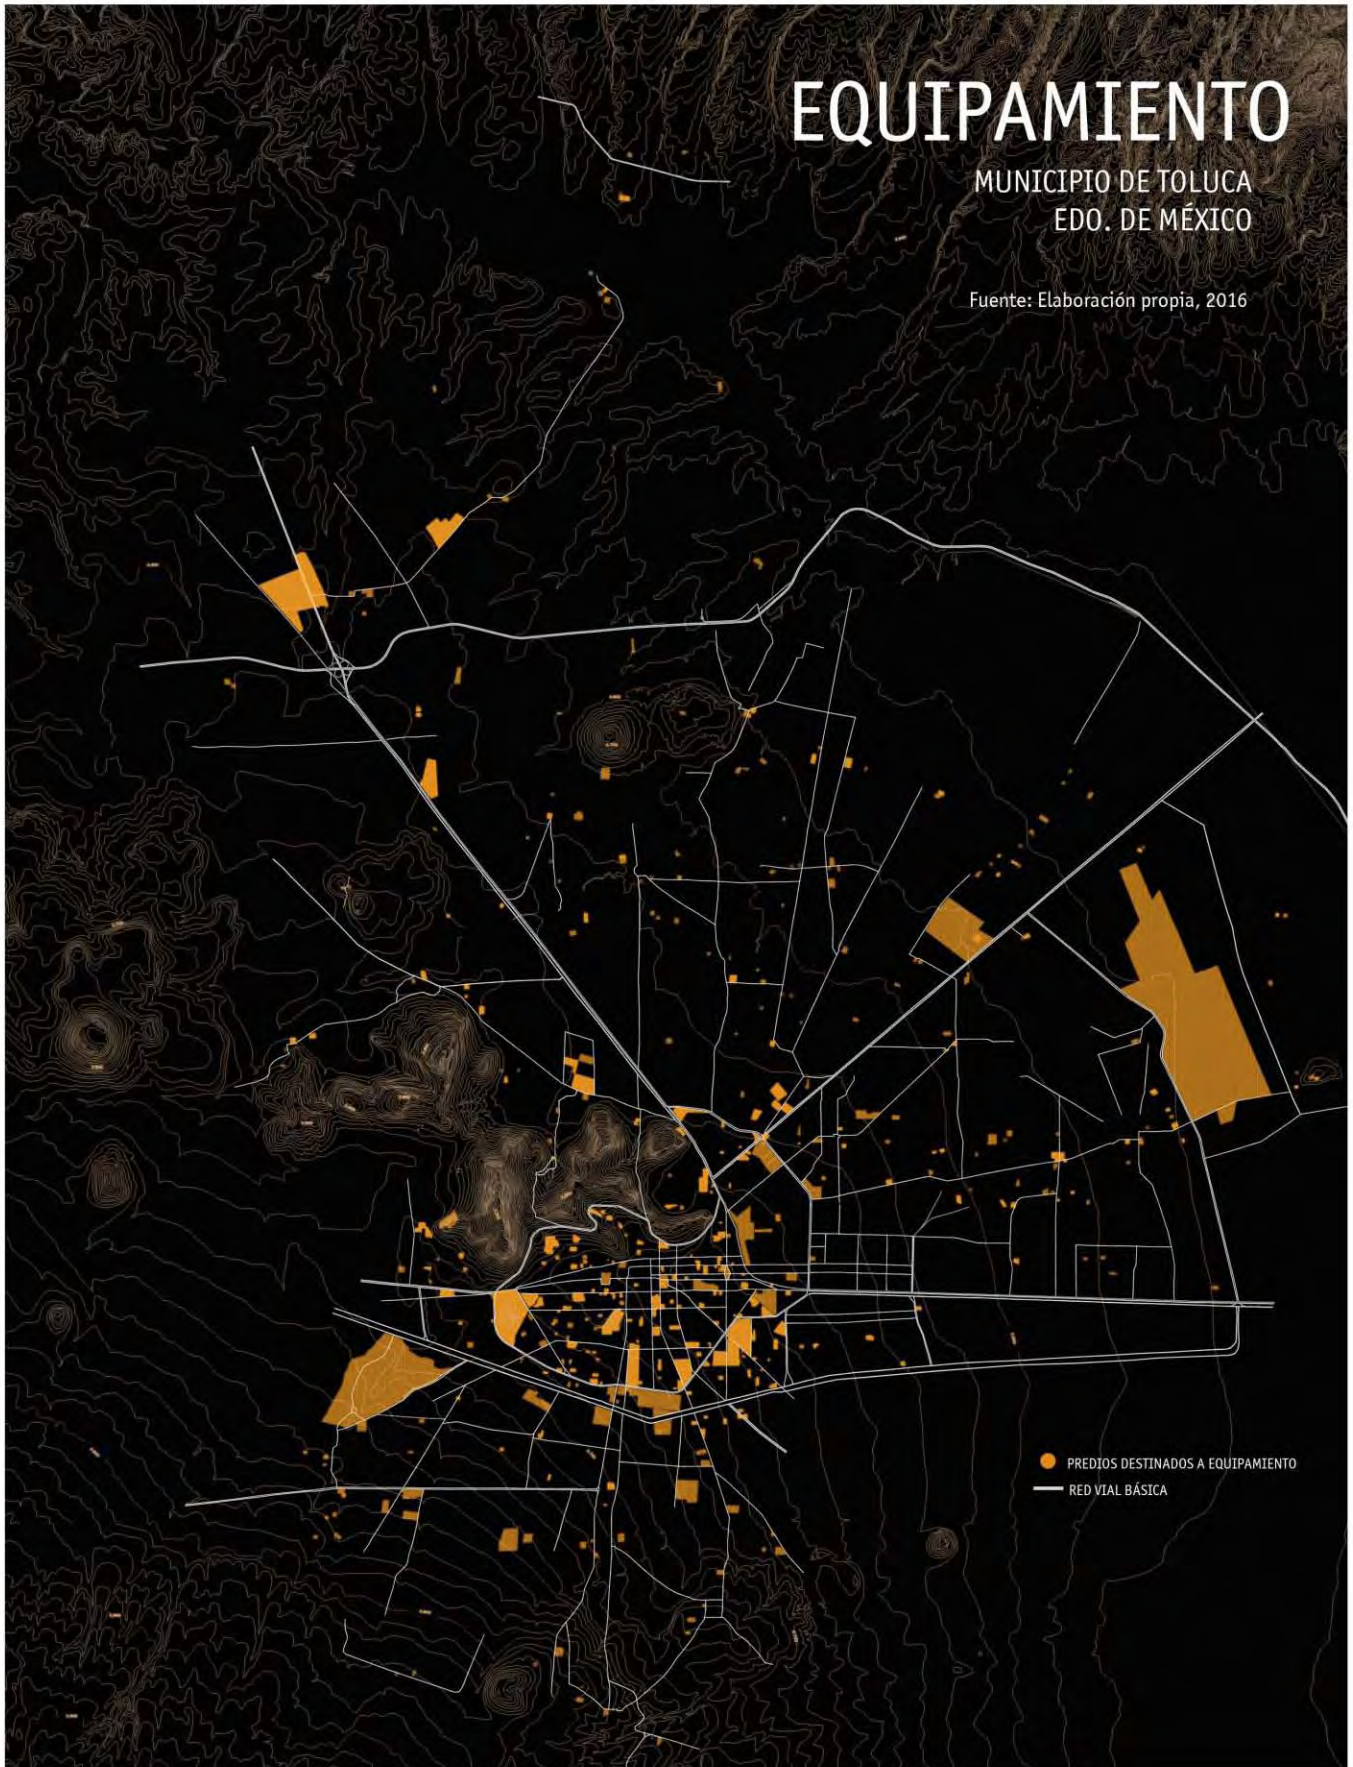 EQUIPAMIENTO
MUNICIPIO DE TOLUCA
EDO. DE MÉXICO
Fuente: Elaboración propia, 2016
PREDIOS DESTINADOS A EQUIPAMIENTO
RED VIAL BÁSICA